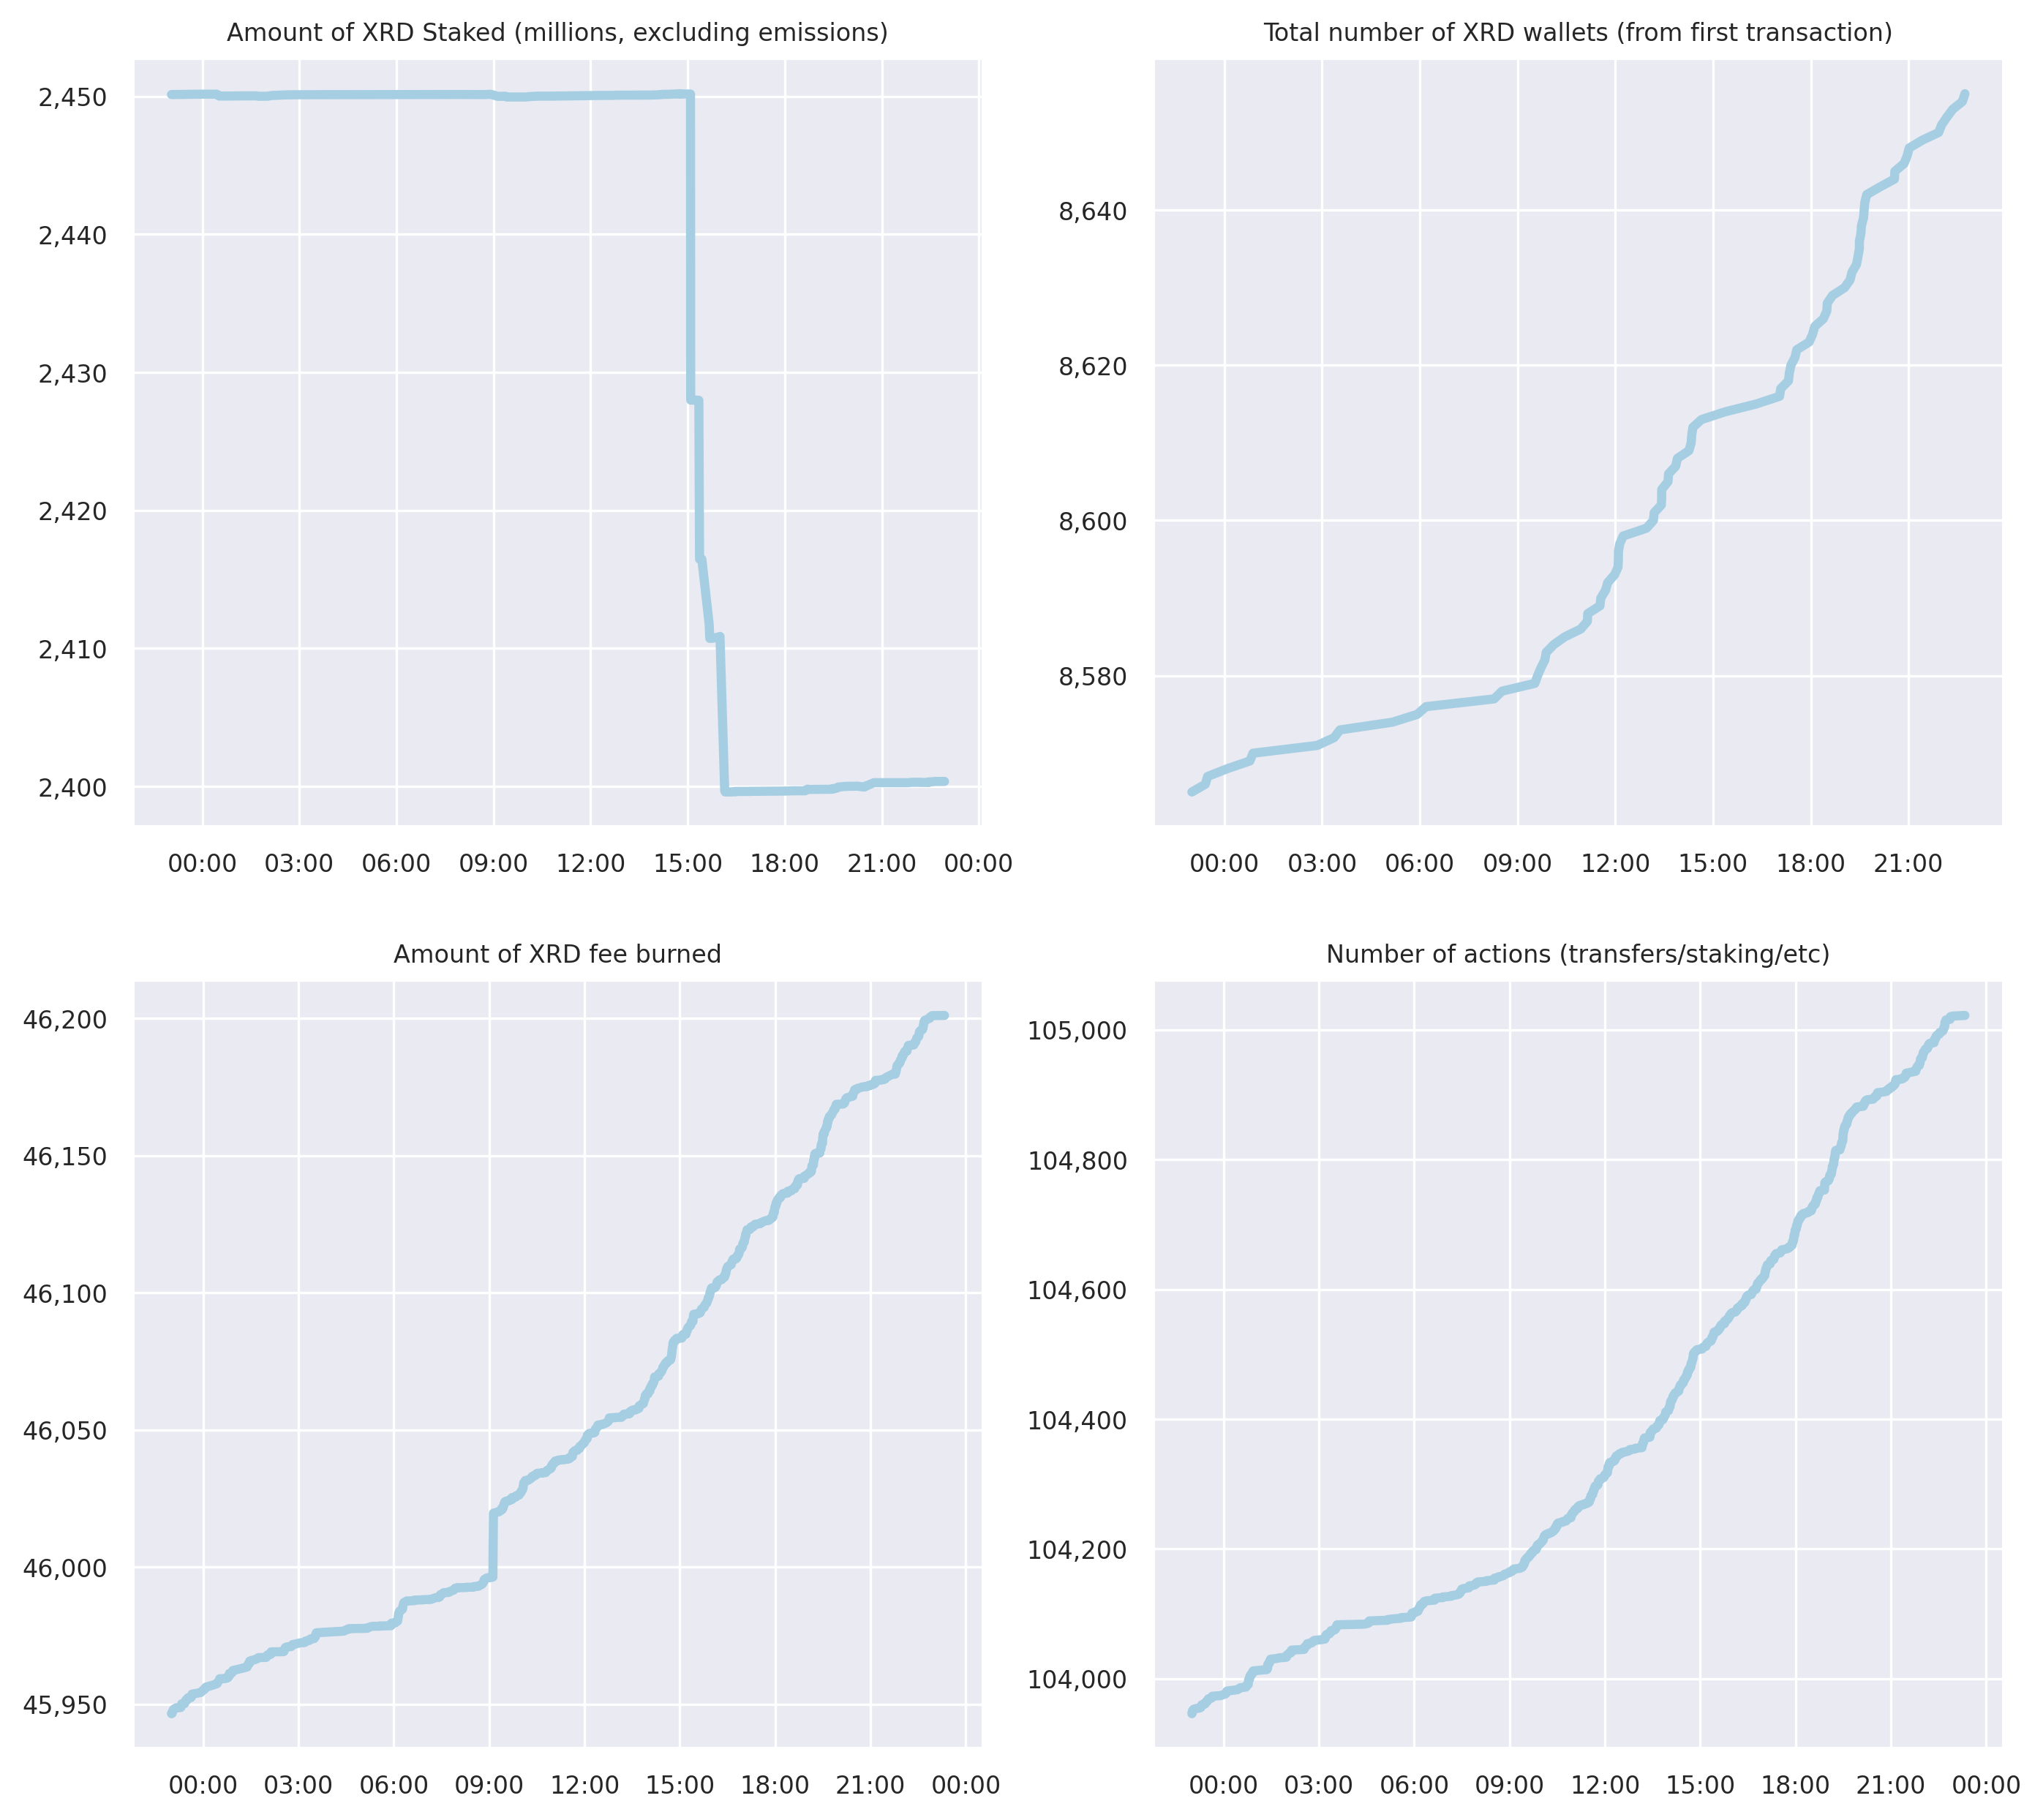 Amount of XRD Staked (millions, excluding emissions)
2,450
2,440
2,430
2,420
2,410
2,400
00:00 03:00 06:00 09:00 12:00 15:00 18:00 21:00 00:00
Total number of XRD wallets (from first transaction)
8,640
8,620
8,600
8,580
00:00 03:00 06:00 09:00 12:00 15:00 18:00 21:00
Amount of XRD fee burned
46,200
46,150
46,100
46,050
46,000
45,950
00:00 03:00 06:00 09:00 12:00 15:00 18:00 21:00 00:00
Number of actions (transfers/staking/etc)
105,000
104,800
104,600
104,400
104,200
104,000
00:00 03:00 06:00 09:00 12:00 15:00 18:00 21:00 00:00